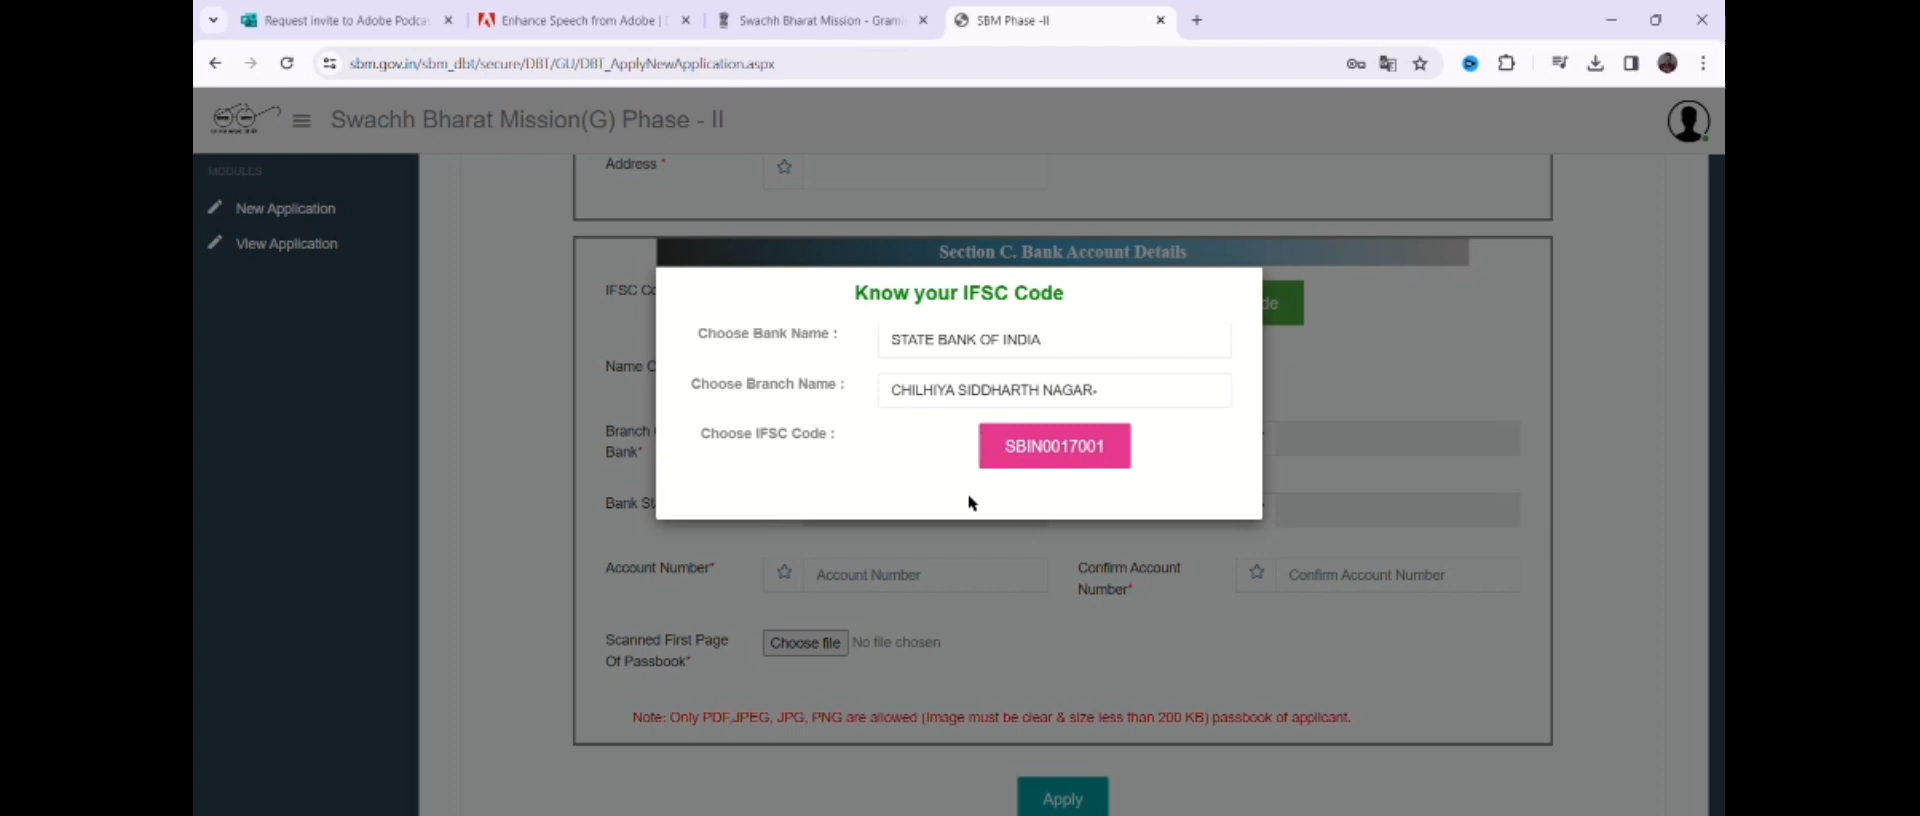 Request invite to Adobe Podca
Enhance Speech from Adobe |
Swachh Bharat Mission - Gram
SBM Phase -II
sbm.gov.in/sbm_dbt/secure/DBT/GU/DBT_ApplyNewApplication.aspx
Swachh Bharat Mission(G) Phase - II
MODULES
New Application
View Application
Address *
Section C. Bank Account Details
IFSC Co
de
Know your IFSC Code
Choose Bank Name :
STATE BANK OF INDIA
Name O
Choose Branch Name :
CHILHIYA SIDDHARTH NAGAR-
Branch
Bank*
Choose IFSC Code :
SBIN0017001
Bank St
Account Number*
Account Number
Confirm Account
Number*
Confirm Account Number
Scanned First Page
Of Passbook*
Choose file No file chosen
Note: Only PDF,JPEG, JPG, PNG are allowed (Image must be clear & size less than 200 KB) passbook of applicant.
Apply